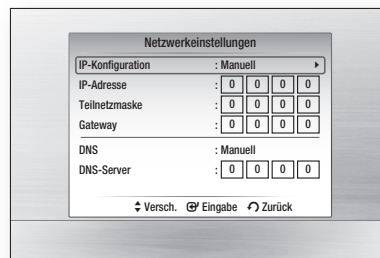 Netzwerkeinstellungen
IP-Konfiguration : Manuell
IP-Adresse : 0 0 0 0
Teilnetzmaske : 0 0 0 0
Gateway : 0 0 0 0
DNS : Manuell
DNS-Server : 0 0 0 0
Versch. Eingabe Zurück